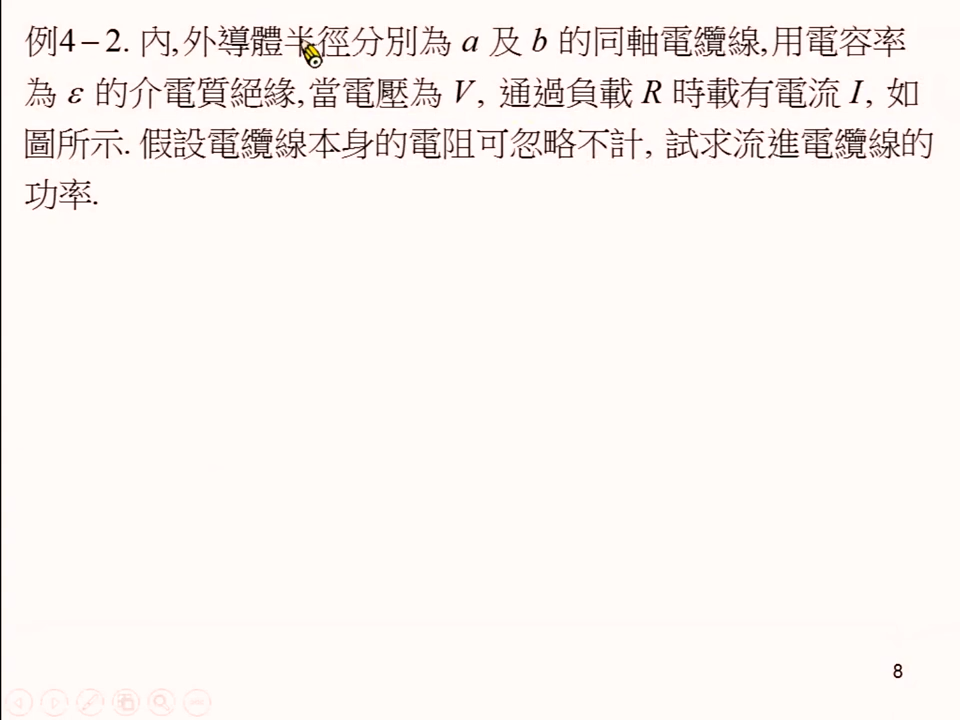 例4－2. 內,外導體半徑分別為 a 及 b 的同軸電纜線,用電容率
為 ε 的介電質絕緣,當電壓為 V, 通過負載 R 時載有電流 I, 如
圖所示. 假設電纜線本身的電阻可忽略不計, 試求流進電纜線的
功率.
8